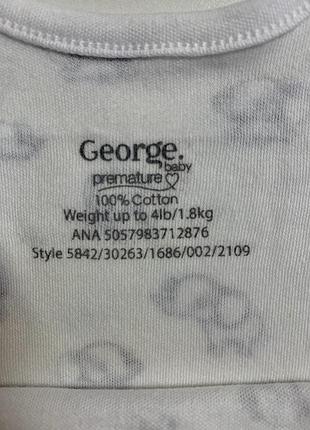 George.
baby
premature
100% Cotton
Weight up to 4lb/1.8kg
ANA 5057983712876
Style 5842/30263/1686/002/2109